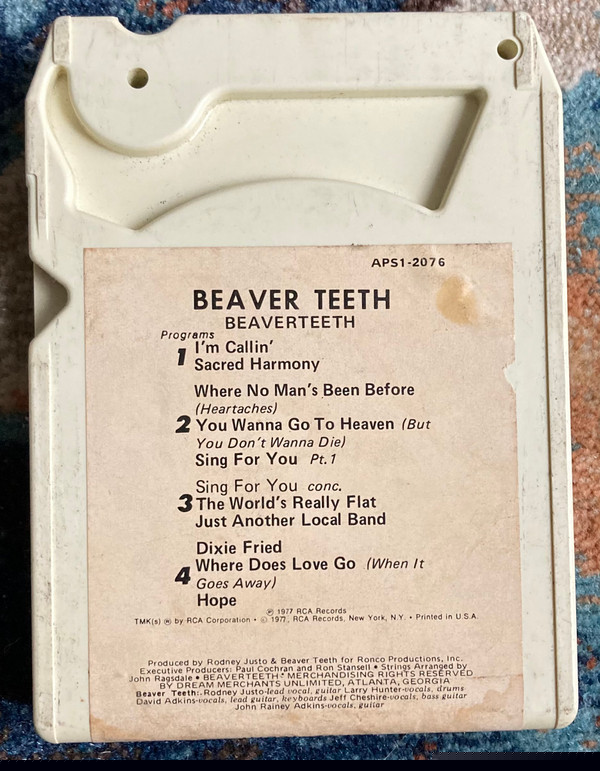 APS1-2076
BEAVER TEETH
BEAVERTEETH
Programs
1 I'm Callin'
Sacred Harmony
Where No Man's Been Before
(Heartaches)
2 You Wanna Go To Heaven (But
You Don't Wanna Die)
Sing For You Pt.1
Sing For You conc.
3 The World's Really Flat
Just Another Local Band
Dixie Fried
4 Where Does Love Go (When It
Goes Away)
Hope
℗ 1977 RCA Records
TMK(s) ® by RCA Corporation • © 1977, RCA Records, New York, N.Y. • Printed in U.S.A.
Produced by Rodney Justo & Beaver Teeth for Ronco Productions, Inc.
Executive Producers: Paul Cochran and Ron Stansell • Strings Arranged by
John Ragsdale • BEAVERTEETH MERCHANDISING RIGHTS RESERVED
BY DREAM MERCHANTS UNLIMITED, ATLANTA, GEORGIA
Beaver Teeth: Rodney Justo-lead vocal, guitar Larry Hunter-vocals, drums
David Adkins-vocals, lead guitar, keyboards Jeff Cheshire-vocals, bass guitar
John Rainey Adkins-vocals, guitar